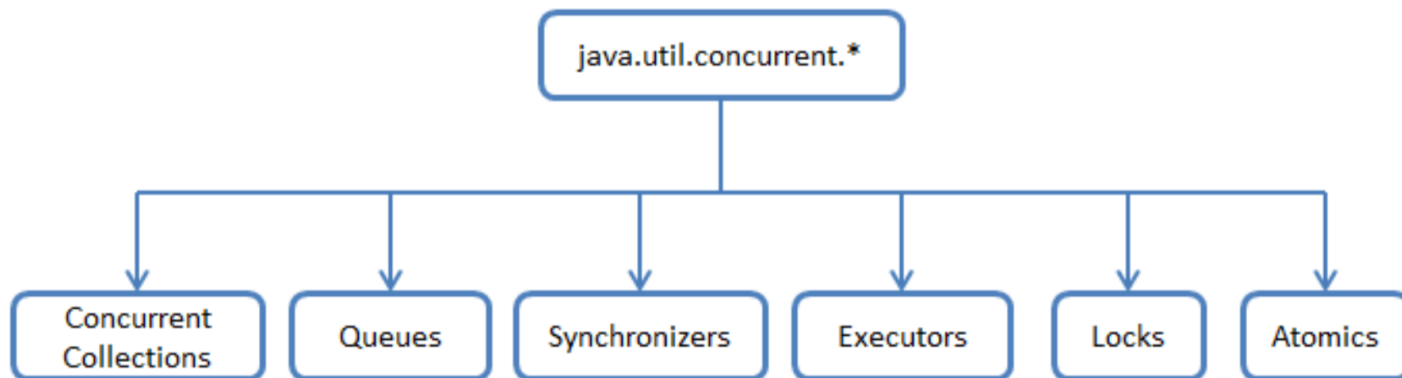 java.util.concurrent.*
Concurrent
Collections
Queues
Synchronizers
Executors
Locks
Atomics